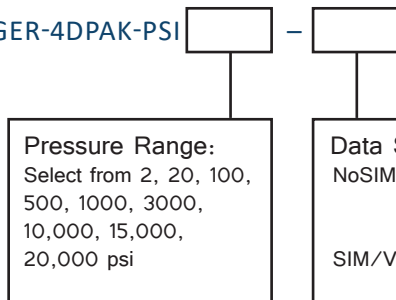 GER-4DPAK-PSI –
Pressure Range:
Select from 2, 20, 100,
500, 1000, 3000,
10,000, 15,000,
20,000 psi
Data S
NoSIM
SIM/V